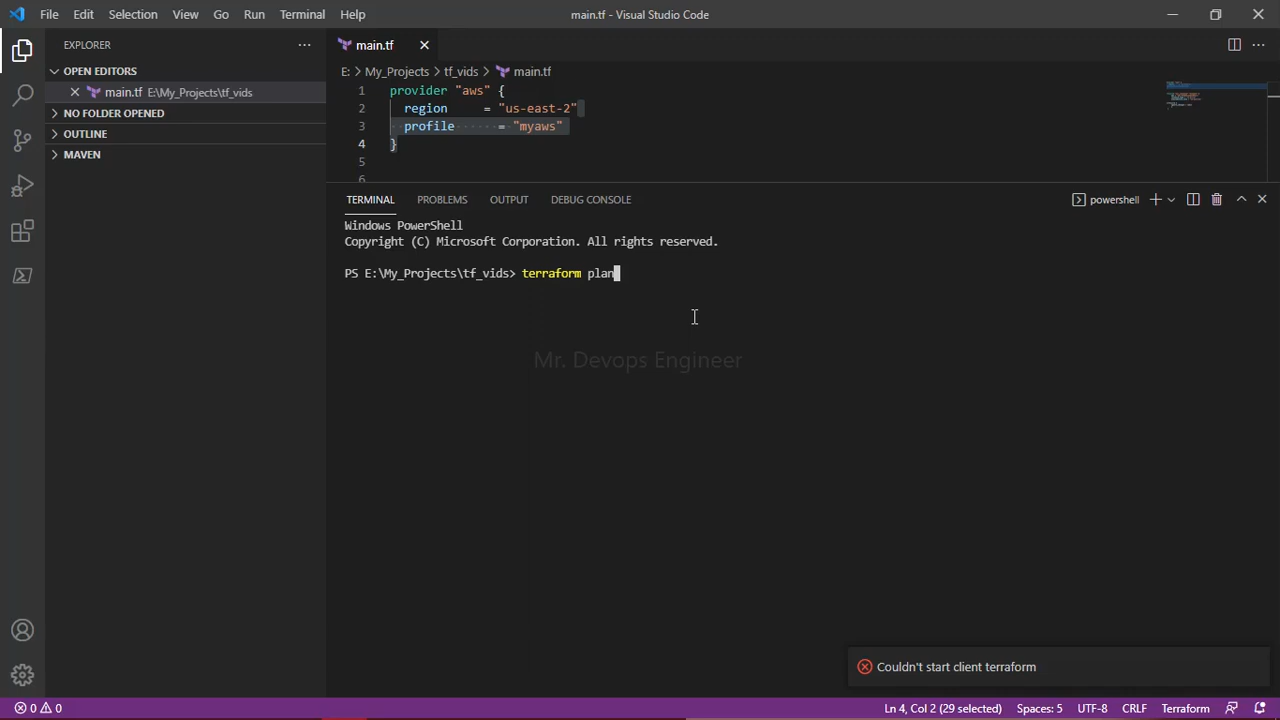 File Edit Selection View Go Run Terminal Help
main.tf - Visual Studio Code
EXPLORER
OPEN EDITORS
main.tf E:\My_Projects\tf_vids
NO FOLDER OPENED
OUTLINE
MAVEN
main.tf
E: > My_Projects > tf_vids > main.tf
1 provider "aws" {
2 region = "us-east-2"
3 profile = "myaws"
4 }
5
6
TERMINAL PROBLEMS OUTPUT DEBUG CONSOLE
powershell
Windows PowerShell
Copyright (C) Microsoft Corporation. All rights reserved.
PS E:\My_Projects\tf_vids> terraform plan
Mr. Devops Engineer
Couldn't start client terraform
0 0
Ln 4, Col 2 (29 selected) Spaces: 5 UTF-8 CRLF Terraform